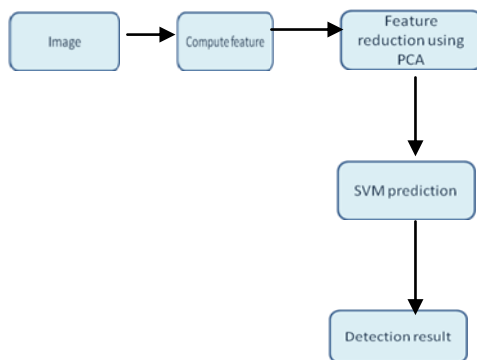 Image
Compute feature
Feature
reduction using
PCA
SVM prediction
Detection result